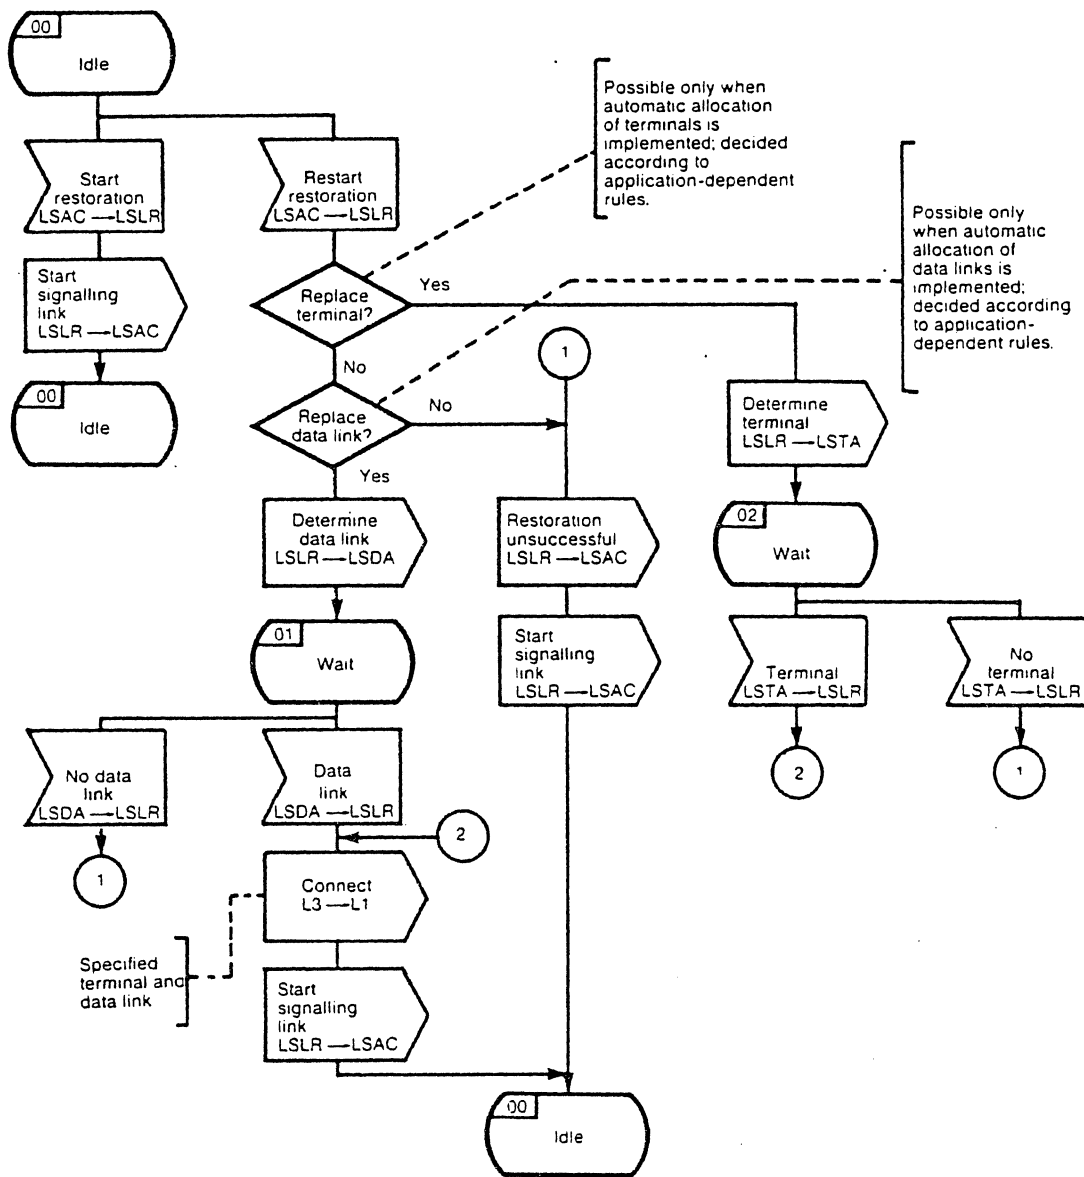 00
Idle
Start
restoration
LSAC → LSLR
Restart
restoration
LSAC → LSLR
Possible only when
automatic allocation
of terminals is
implemented; decided
according to
application-dependent
rules.
Possible only
when automatic
allocation of
data links is
implemented;
decided according
to application-
dependent rules.
Start
signalling
link
LSLR → LSAC
Replace
terminal?
Yes
No
1
00
Idle
Replace
data link?
No
Yes
Determine
terminal
LSLR → LSTA
Determine
data link
LSLR → LSDA
Restoration
unsuccessful
LSLR → LSAC
02
Wait
01
Wait
Start
signalling
link
LSLR → LSAC
Terminal
LSTA → LSLR
No
terminal
LSTA → LSLR
2
1
No data
link
LSDA → LSLR
Data
link
LSDA → LSLR
2
1
Connect
L3 → L1
Specified
terminal and
data link
Start
signalling
link
LSLR → LSAC
00
Idle